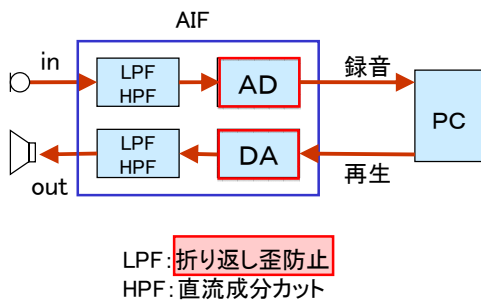 AIF
in
LPF
HPF
AD
録音
PC
LPF
HPF
DA
再生
out
LPF:折り返し歪防止
HPF:直流成分カット